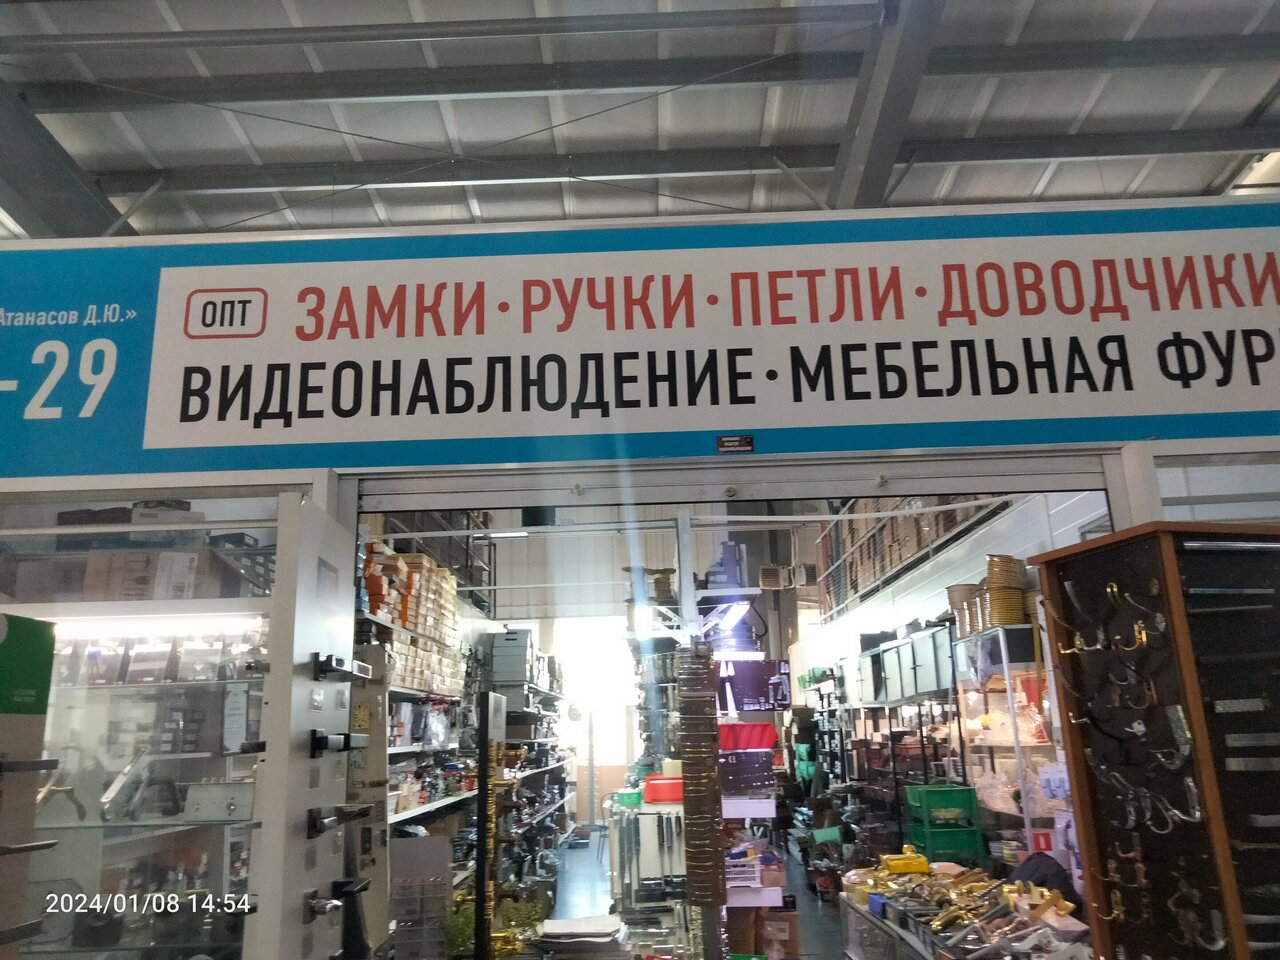 Атанасов Д.Ю.»
-29
ОПТ
ЗАМКИ·РУЧКИ·ПЕТЛИ·ДОВОДЧИКИ
ВИДЕОНАБЛЮДЕНИЕ·МЕБЕЛЬНАЯ ФУР
2024/01/08 14:54